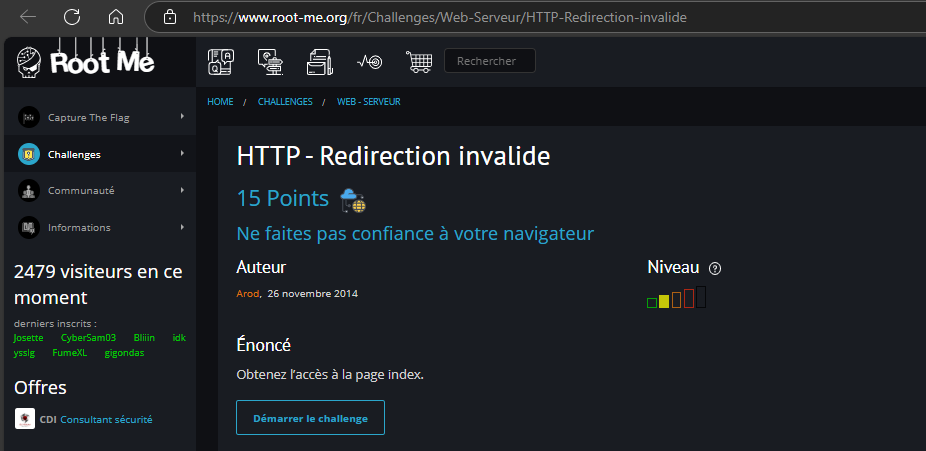 https://www.root-me.org/fr/Challenges/Web-Serveur/HTTP-Redirection-invalide
Root Me
Rechercher
HOME / CHALLENGES / WEB - SERVEUR
Capture The Flag
Challenges
Communauté
Informations
2479 visiteurs en ce
moment
derniers inscrits :
Josette CyberSam03 Bliiin idk
ysslg FumeXL gigondas
Offres
CDI Consultant sécurité
HTTP - Redirection invalide
15 Points
Ne faites pas confiance à votre navigateur
Auteur
Arod, 26 novembre 2014
Niveau ?
Énoncé
Obtenez l'accès à la page index.
Démarrer le challenge